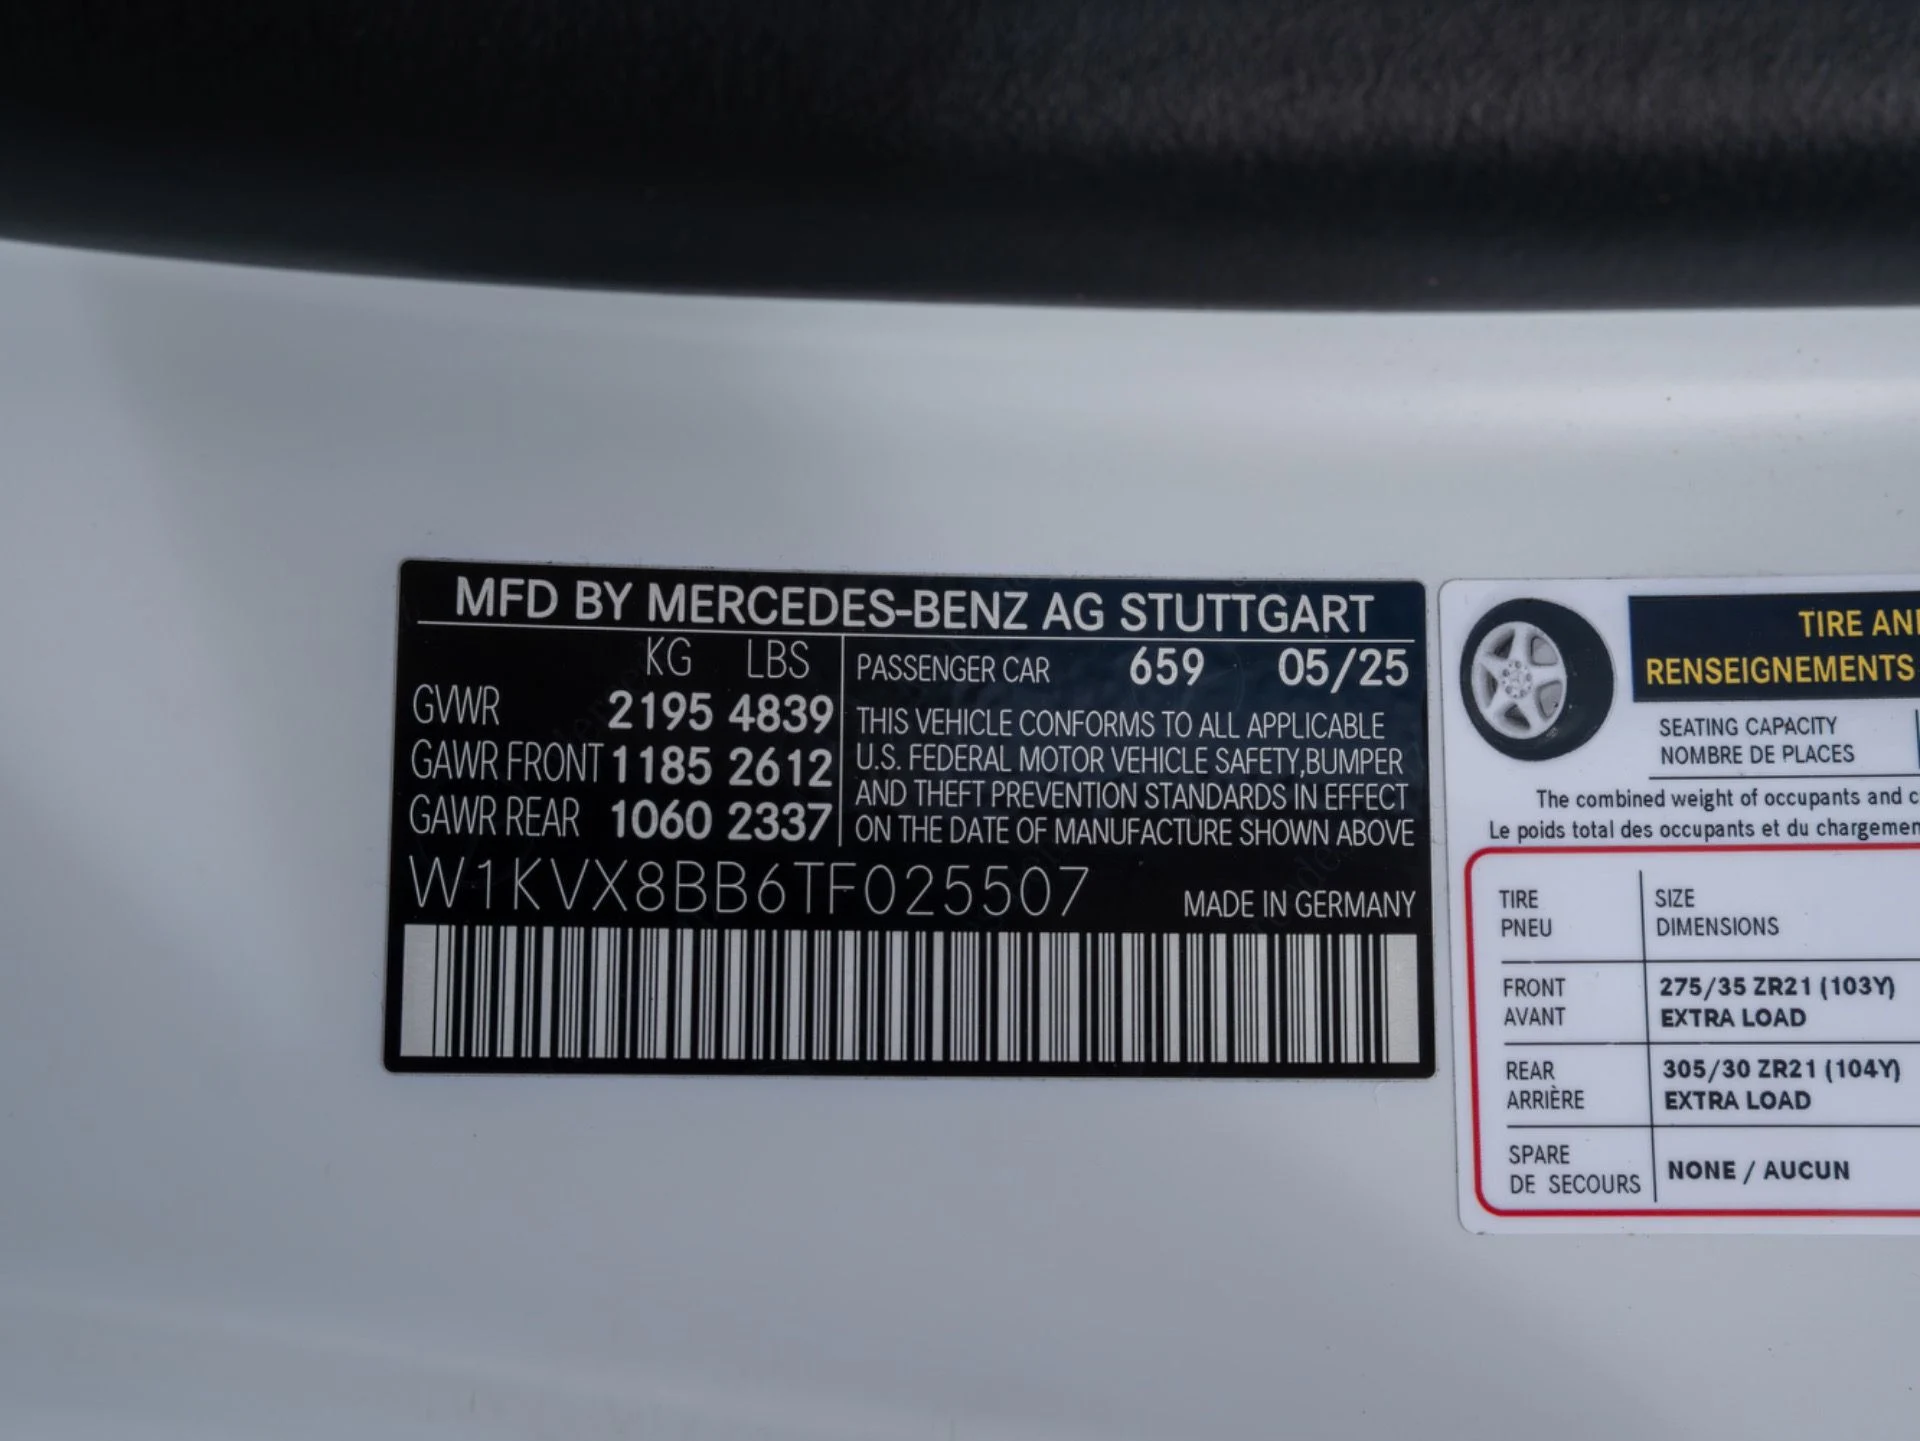 MFD BY MERCEDES-BENZ AG STUTTGART
KG LBS
GVWR 2195 4839
GAWR FRONT 1185 2612
GAWR REAR 1060 2337
PASSENGER CAR 659 05/25
THIS VEHICLE CONFORMS TO ALL APPLICABLE
U.S. FEDERAL MOTOR VEHICLE SAFETY,BUMPER
AND THEFT PREVENTION STANDARDS IN EFFECT
ON THE DATE OF MANUFACTURE SHOWN ABOVE
W1KVX8BB6TF025507
MADE IN GERMANY
TIRE
RENSEIGNEMENTS
SEATING CAPACITY
NOMBRE DE PLACES
The combined weight of occupants and
Le poids total des occupants et du
TIRE SIZE
PNEU DIMENSIONS
FRONT 275/35 ZR21 (103Y)
AVANT EXTRA LOAD
REAR 305/30 ZR21 (104Y)
ARRIÈRE EXTRA LOAD
SPARE
DE SECOURS
NONE / AUCUN